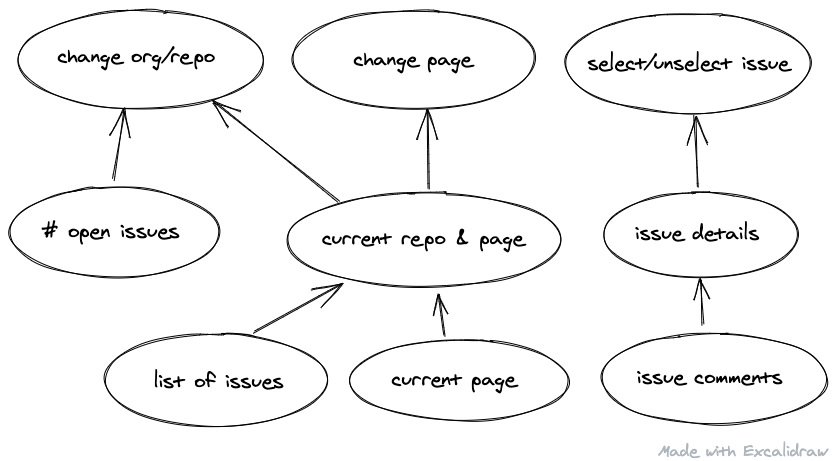 change org/repo
change page
select/unselect issue
# open issues
current repo & page
issue details
list of issues
current page
issue comments
Made with Excalidraw